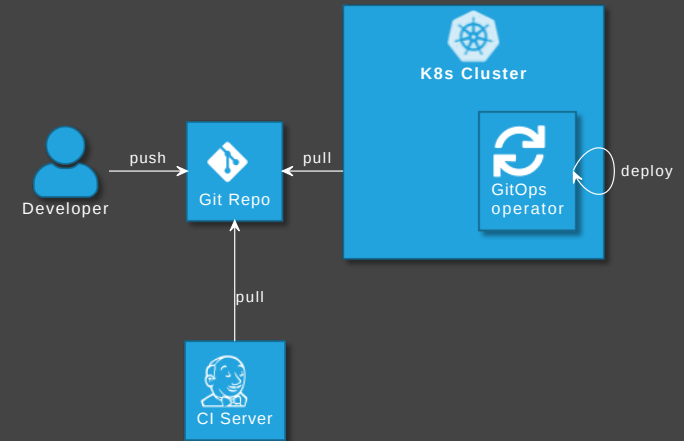 K8s Cluster
push
pull
deploy
Developer
Git Repo
GitOps
operator
pull
CI Server